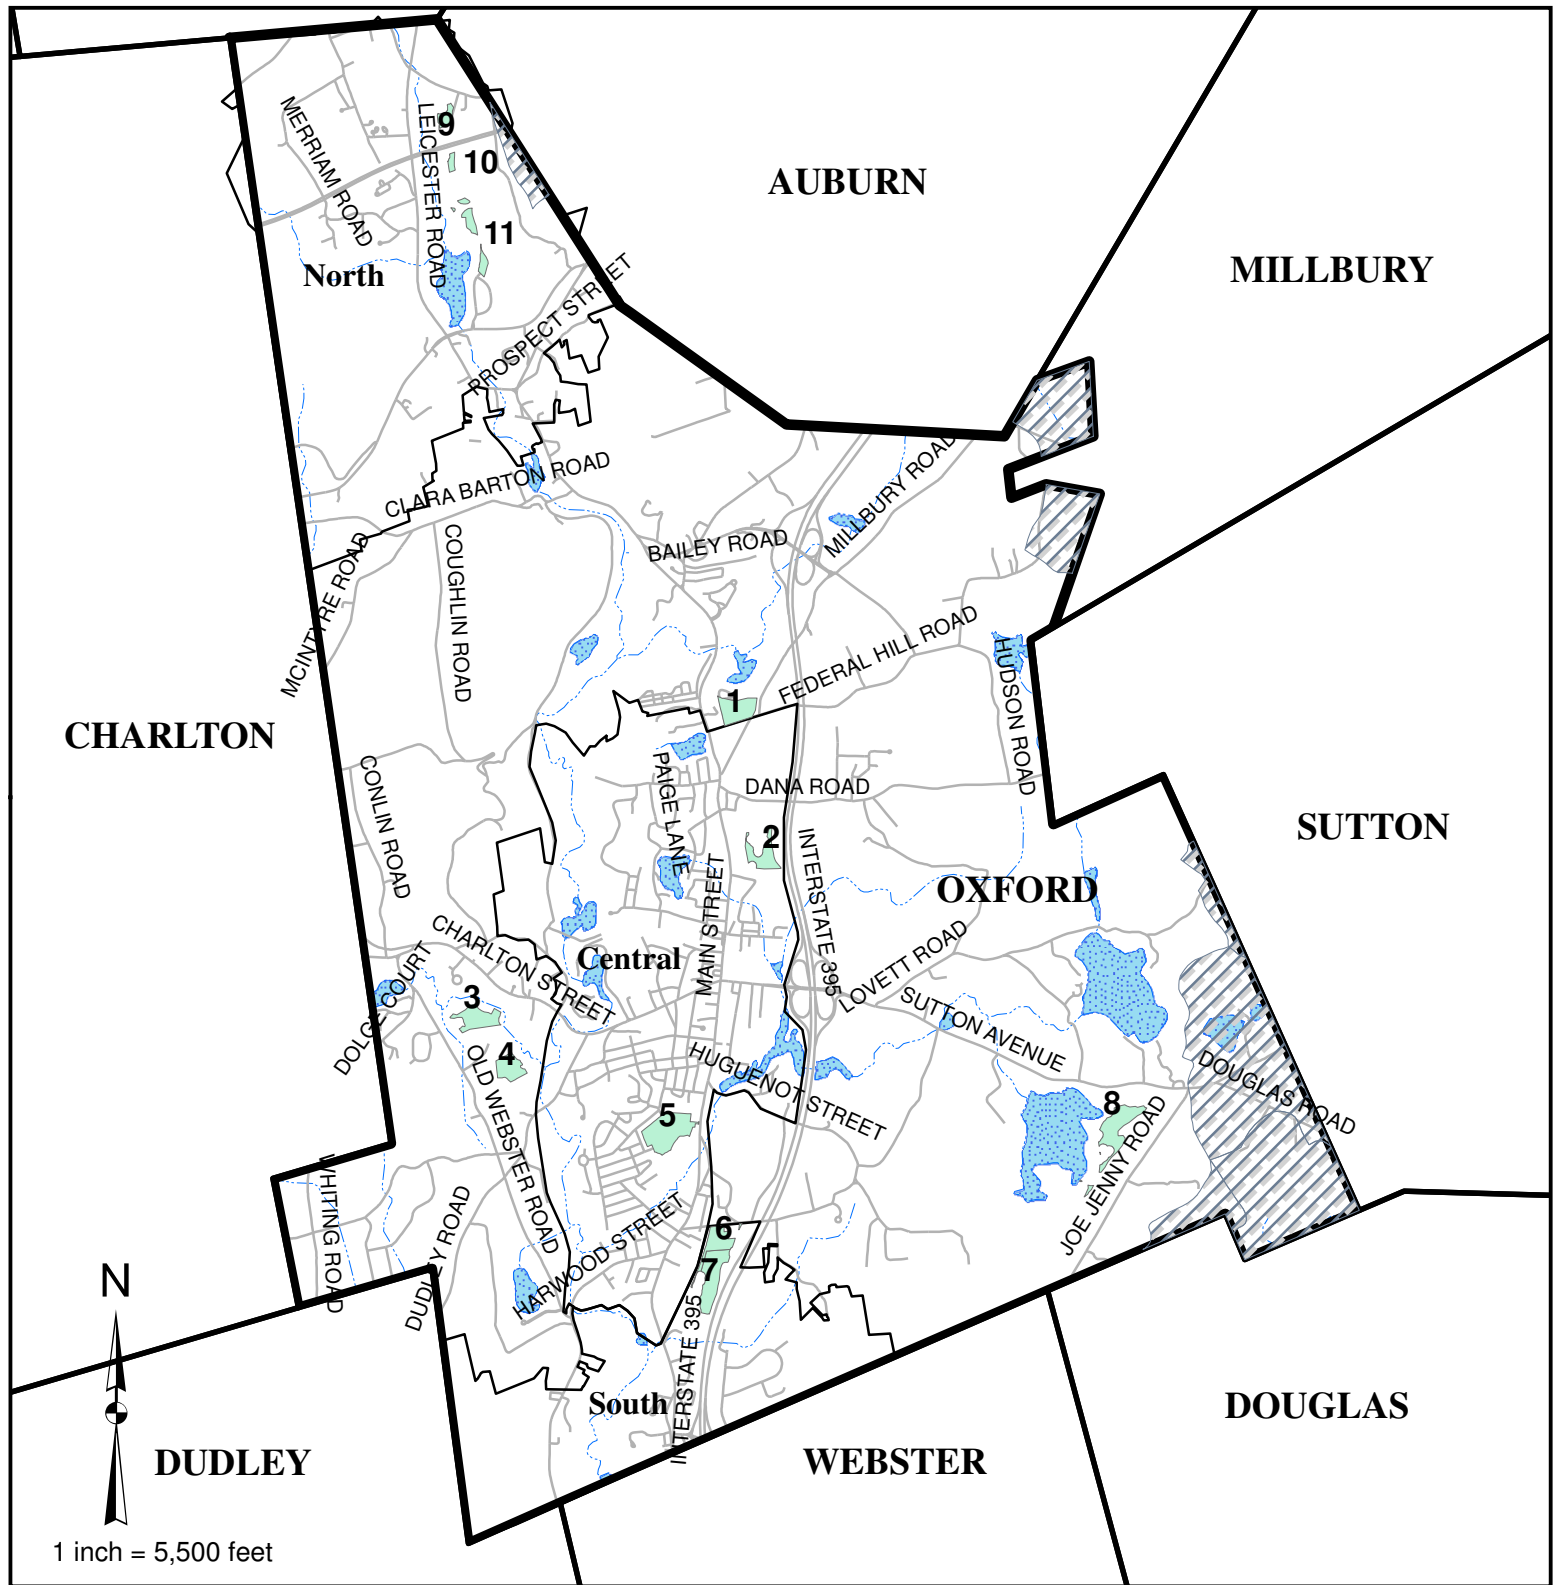 MERRIAM ROAD
LEICESTER ROAD
9
10
11
AUBURN
North
MILLBURY
PROSPECT STREET
CLARA BARTON ROAD
MILLBURY ROAD
BAILEY ROAD
COUGHLIN ROAD
MCINTYRE ROAD
FEDERAL HILL ROAD
HUDSON ROAD
1
CHARLTON
PAIGE LANE
DANA ROAD
CONLIN ROAD
2
SUTTON
INTERSTATE 395
MAIN STREET
OXFORD
CHARLTON STREET
Central
LOVETT ROAD
DOLGE COURT
3
SUTTON AVENUE
4
OLD WEBSTER ROAD
HUGUENOT STREET
DOUGLAS ROAD
5
8
JOE JENNY ROAD
WHITING ROAD
DUDLEY ROAD
HARWOOD STREET
6
7
N
INTERSTATE 395
South
DOUGLAS
DUDLEY
WEBSTER
1 inch = 5,500 feet